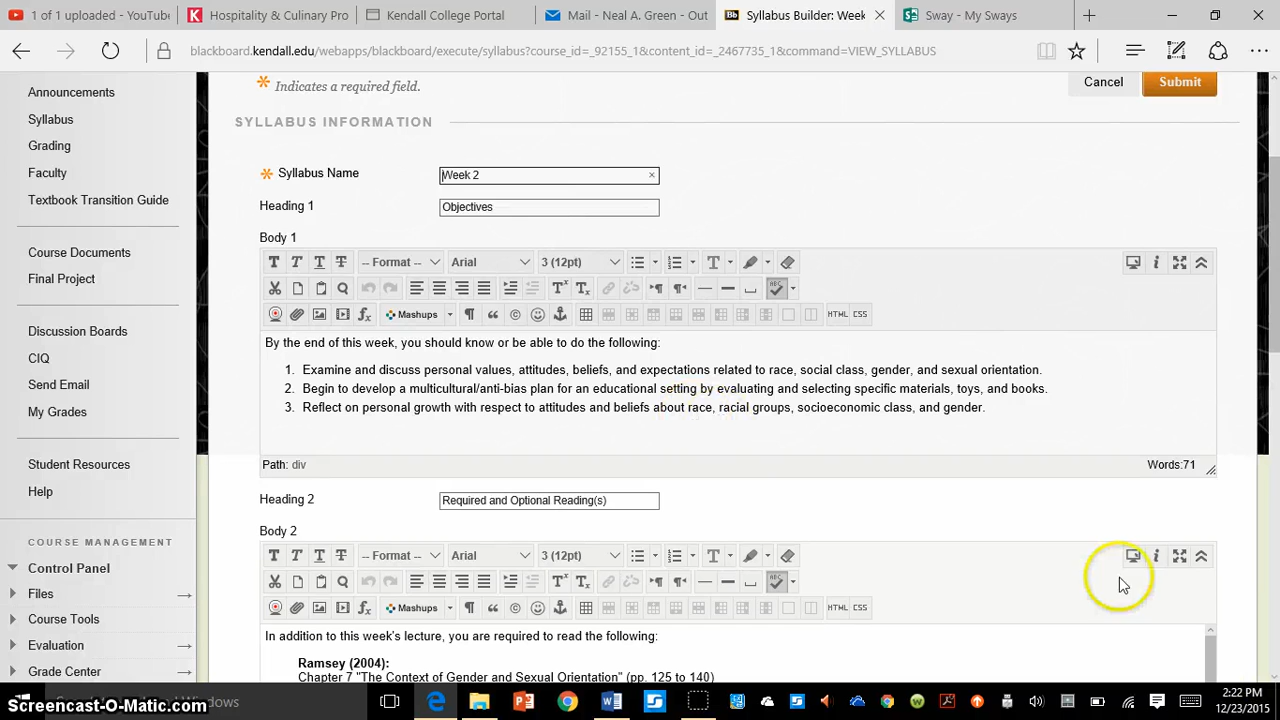 1 of 1 uploaded - YouTube
Hospitality & Culinary Pro
Kendall College Portal
Mail - Neal A. Green - Out
Bb Syllabus Builder: Week
Sway - My Sways
blackboard.kendall.edu/webapps/blackboard/execute/syllabus?course_id=_92155_1&content_id=_2467735_1&command=VIEW_SYLLABUS
Announcements
Syllabus
Grading
Faculty
Textbook Transition Guide
Course Documents
Final Project
Discussion Boards
CIQ
Send Email
My Grades
Student Resources
Help
COURSE MANAGEMENT
Control Panel
Files
Course Tools
Evaluation
Grade Center
Indicates a required field.
Cancel Submit
SYLLABUS INFORMATION
Syllabus Name Week 2
Heading 1 Objectives
Body 1
T T T T -- Format -- Arial 3 (12pt) T
ABC
Mashups HTML CSS
By the end of this week, you should know or be able to do the following:
1. Examine and discuss personal values, attitudes, beliefs, and expectations related to race, social class, gender, and sexual orientation.
2. Begin to develop a multicultural/anti-bias plan for an educational setting by evaluating and selecting specific materials, toys, and books.
3. Reflect on personal growth with respect to attitudes and beliefs about race, racial groups, socioeconomic class, and gender.
Path: div Words:71
Heading 2 Required and Optional Reading(s)
Body 2
T T T T -- Format -- Arial 3 (12pt) T
ABC
Mashups HTML CSS
In addition to this week's lecture, you are required to read the following:
Ramsey (2004):
Chapter 7 "The Context of Gender and Sexual Orientation" (pp. 125 to 140)
Windows
Screencast-O-Matic.com
2:22 PM
12/23/2015